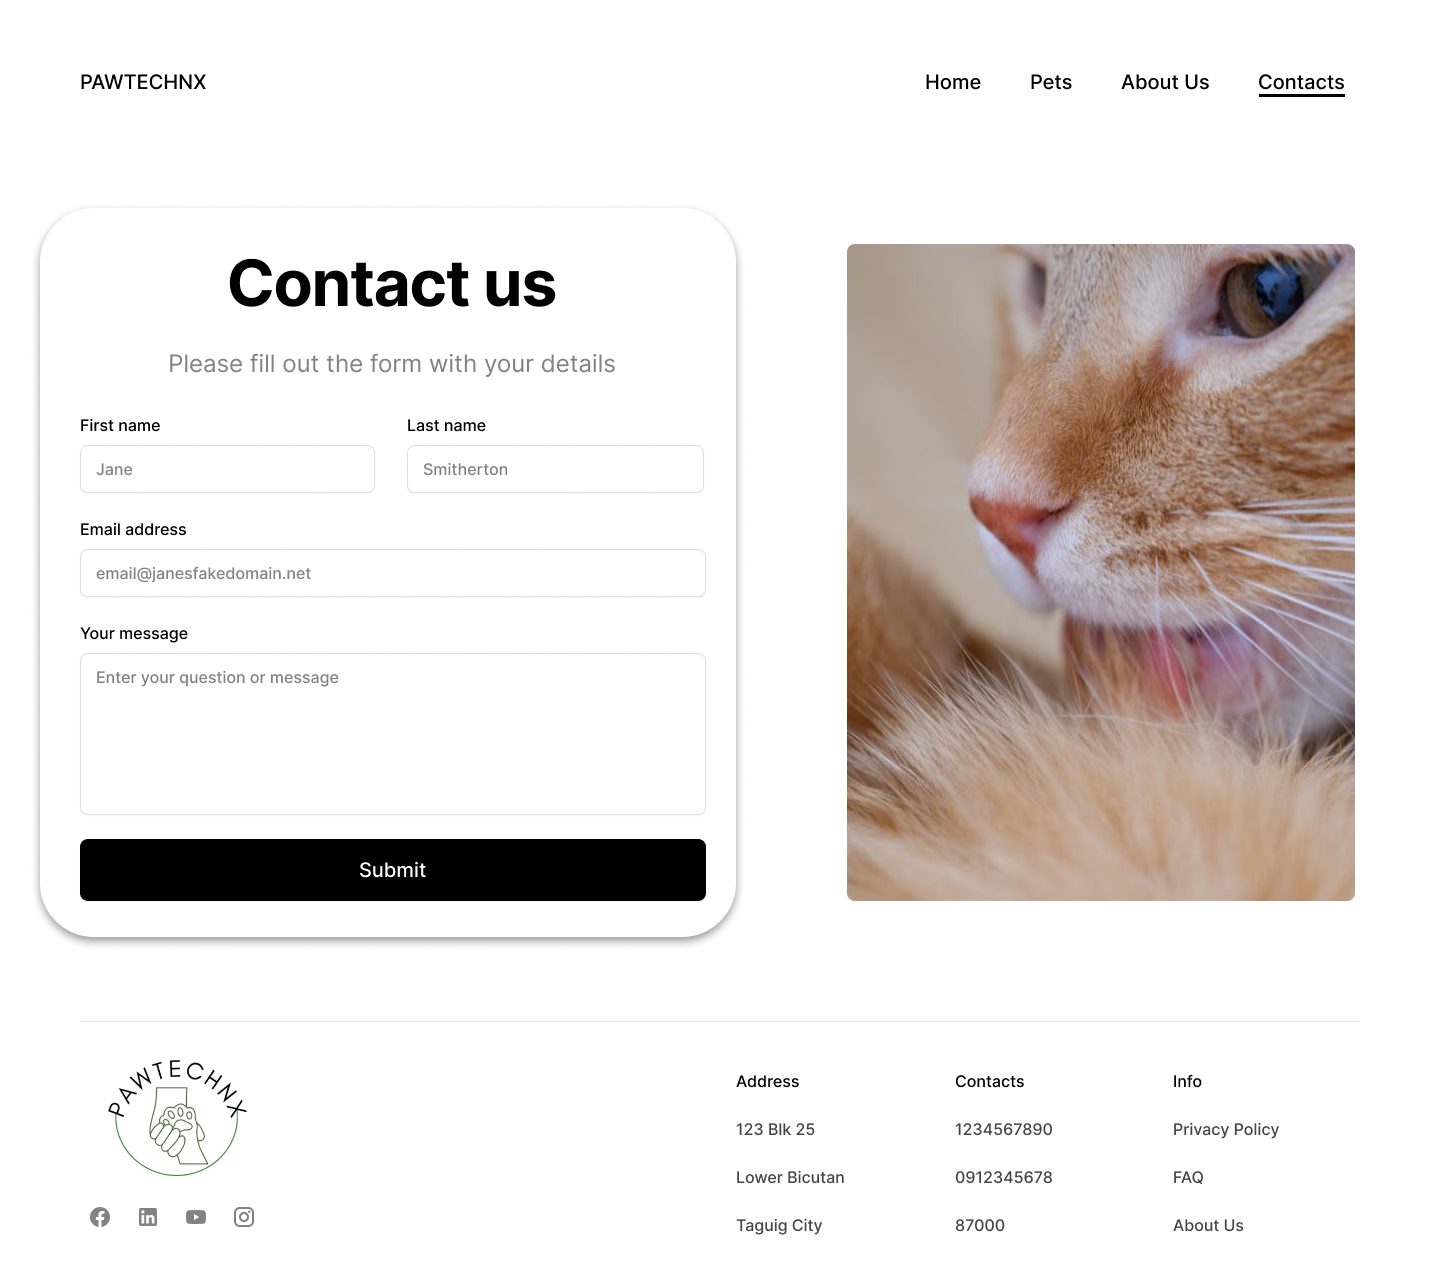 PAWTECHNX
Home
Pets
About Us
Contacts
Contact us
Please fill out the form with your details
First name
Last name
Jane
Smitherton
Email address
email@janesfakedomain.net
Your message
Enter your question or message
Submit
PAWTECHNX
Address
123 Blk 25
Lower Bicutan
Taguig City
Contacts
1234567890
0912345678
87000
Info
Privacy Policy
FAQ
About Us